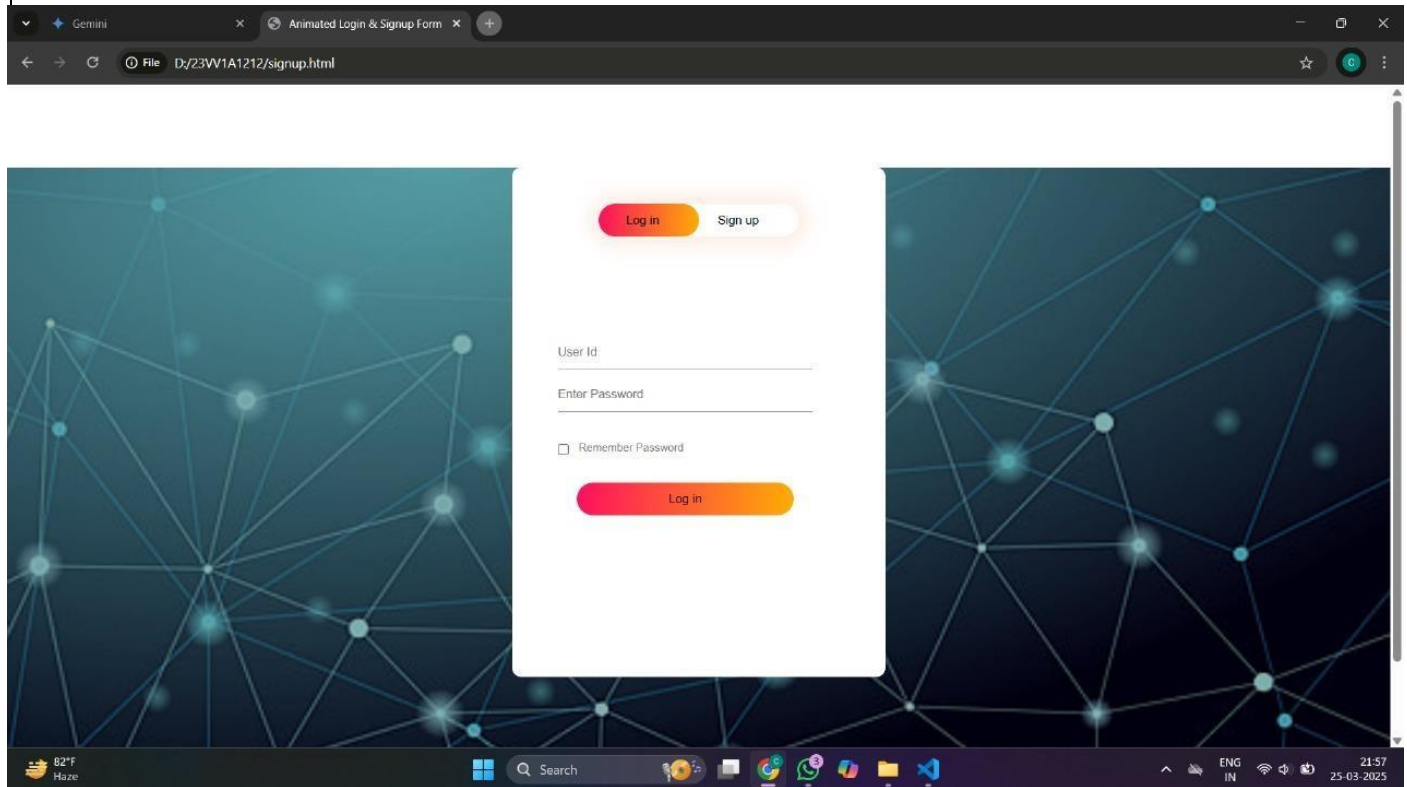 Gemini
Animated Login & Signup Form
File D:/23VV1A1212/signup.html
C
Log in Sign up
User Id
Enter Password
Remember Password
Log in
82°F
Haze
Search
3
ENG
IN
21:57
25-03-2025